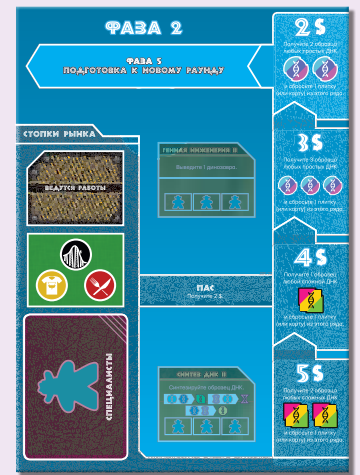 ФАЗА 2
ФАЗА 5
ПОДГОТОВКА К НОВОМУ РАУНДУ
СТОПКИ РЫНКА
ВЕДУТСЯ РАБОТЫ
СПЕЦИАЛИСТЫ
ГЕННАЯ ИНЖЕНЕРИЯ II
Выведите 1 динозавра.
ПАС
Получите 2 $.
СИНТЕЗ ДНК II
Синтезируйте образец ДНК.
2 $
Получите 2 образца
любых простых ДНК
и сбросьте 1 плитку
(или карту) из этого ряда.
3 $
Получите 3 образца
любых простых ДНК
и сбросьте 1 плитку
(или карту) из этого ряда.
4 $
Получите 1 образец
любой сложной ДНК
и сбросьте 1 плитку
(или карту) из этого ряда.
5 $
Получите 2 образца
любых сложных ДНК
и сбросьте 1 плитку
(или карту) из этого ряда.